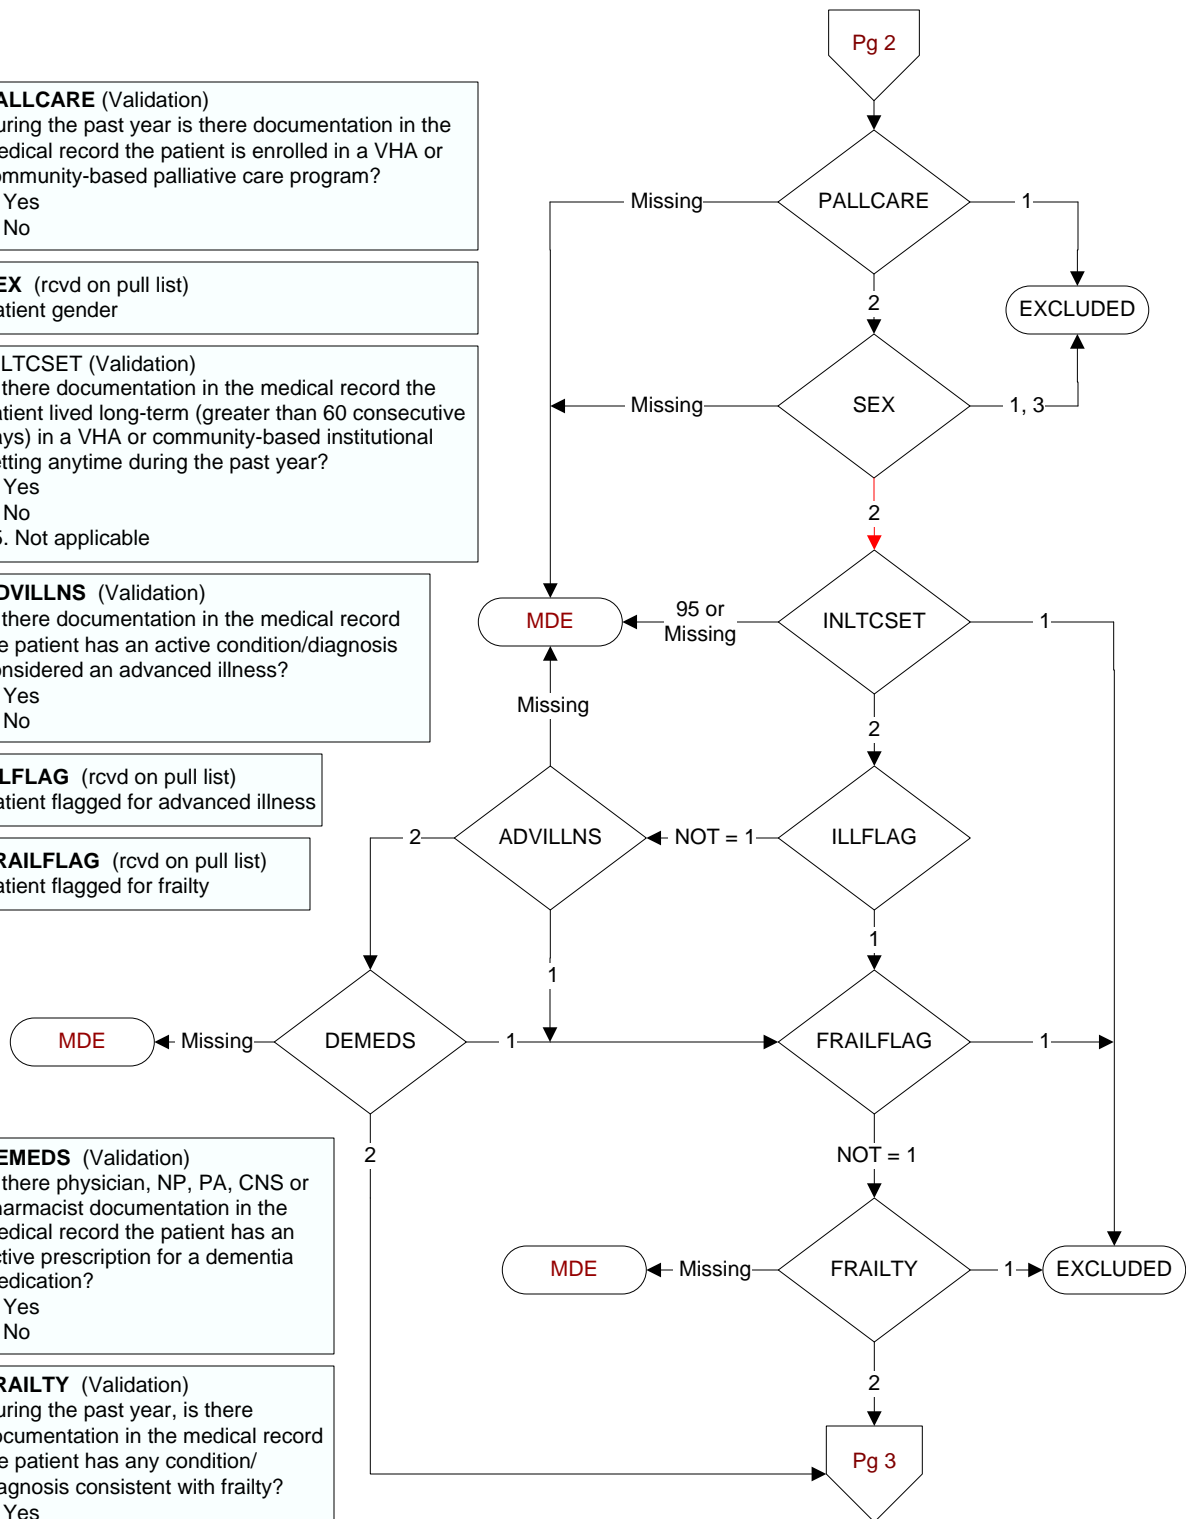 Pg 2
ALLCARE (Validation)
uring the past year is there documentation in the
edical record the patient is enrolled in a VHA or
ommunity-based palliative care program?
Yes
No
EX (rcvd on pull list)
atient gender
NLTCSET (Validation)
there documentation in the medical record the
atient lived long-term (greater than 60 consecutive
ays) in a VHA or community-based institutional
etting anytime during the past year?
Yes
No
5. Not applicable
DVILLNS (Validation)
there documentation in the medical record
e patient has an active condition/diagnosis
onsidered an advanced illness?
Yes
No
LFLAG (rcvd on pull list)
atient flagged for advanced illness
RAILFLAG (rcvd on pull list)
atient flagged for frailty
EMEDS (Validation)
there physician, NP, PA, CNS or
harmacist documentation in the
edical record the patient has an
ctive prescription for a dementia
edication?
Yes
No
RAILTY (Validation)
uring the past year, is there
ocumentation in the medical record
e patient has any condition/
iagnosis consistent with frailty?
Yes
Missing
PALLCARE
1
2
EXCLUDED
Missing
SEX
1, 3
2
MDE
95 or
Missing
INLTCSET
1
Missing
2
2
ADVILLNS
NOT = 1
ILLFLAG
1
1
MDE
Missing
DEMEDS
1
FRAILFLAG
1
2
NOT = 1
MDE
Missing
FRAILTY
1
EXCLUDED
2
Pg 3